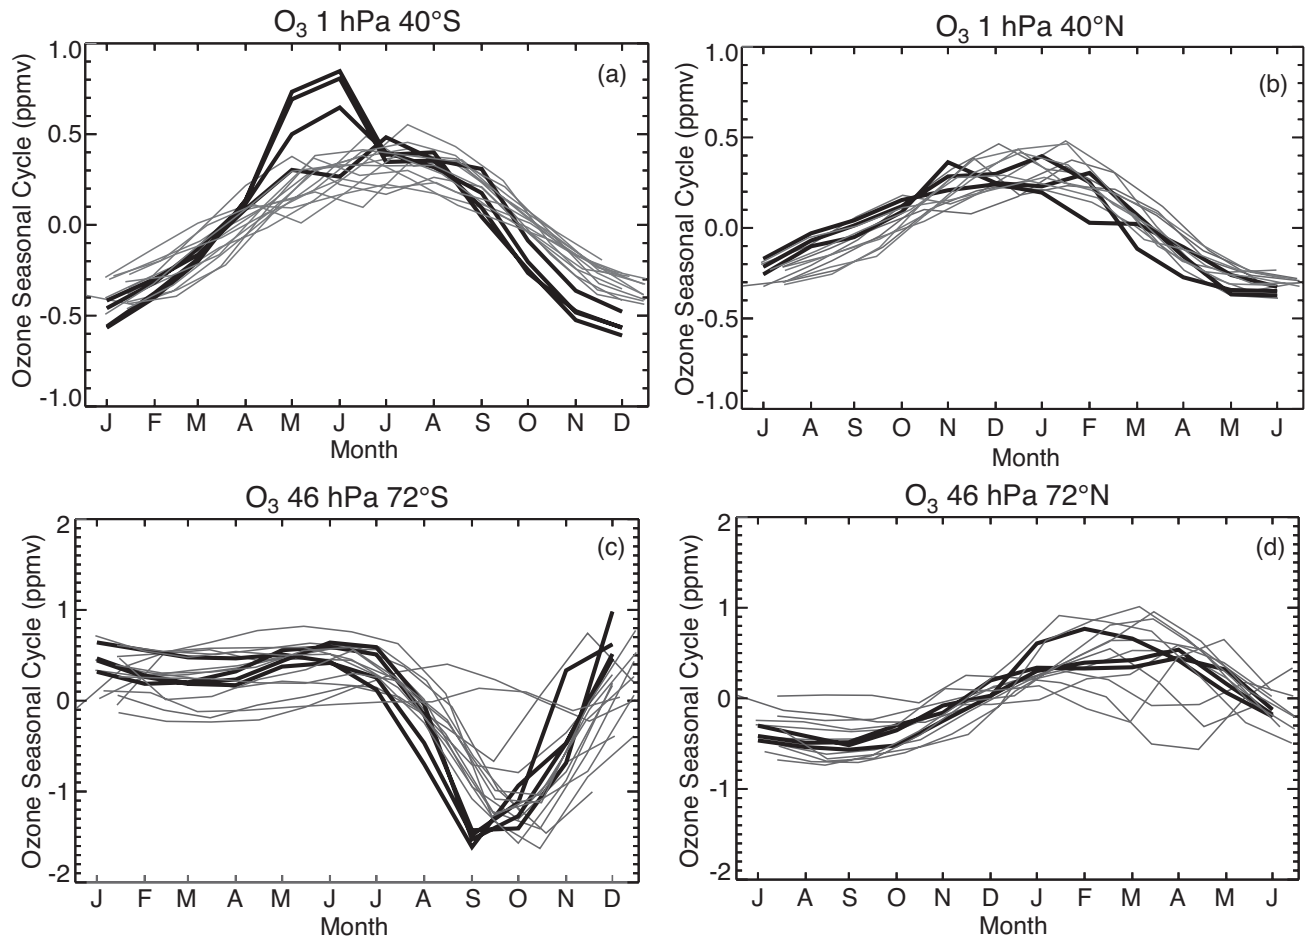 O3 1 hPa 40°S
(a)
Ozone Seasonal Cycle (ppmv)
1.0
0.5
0.0
-0.5
-1.0
J F M A M J J A S O N D
Month
O3 1 hPa 40°N
(b)
Ozone Seasonal Cycle (ppmv)
1.0
0.5
0.0
-0.5
-1.0
J A S O N D J F M A M J
Month
O3 46 hPa 72°S
(c)
Ozone Seasonal Cycle (ppmv)
2
1
0
-1
-2
J F M A M J J A S O N D
Month
O3 46 hPa 72°N
(d)
Ozone Seasonal Cycle (ppmv)
2
1
0
-1
-2
J A S O N D J F M A M J
Month